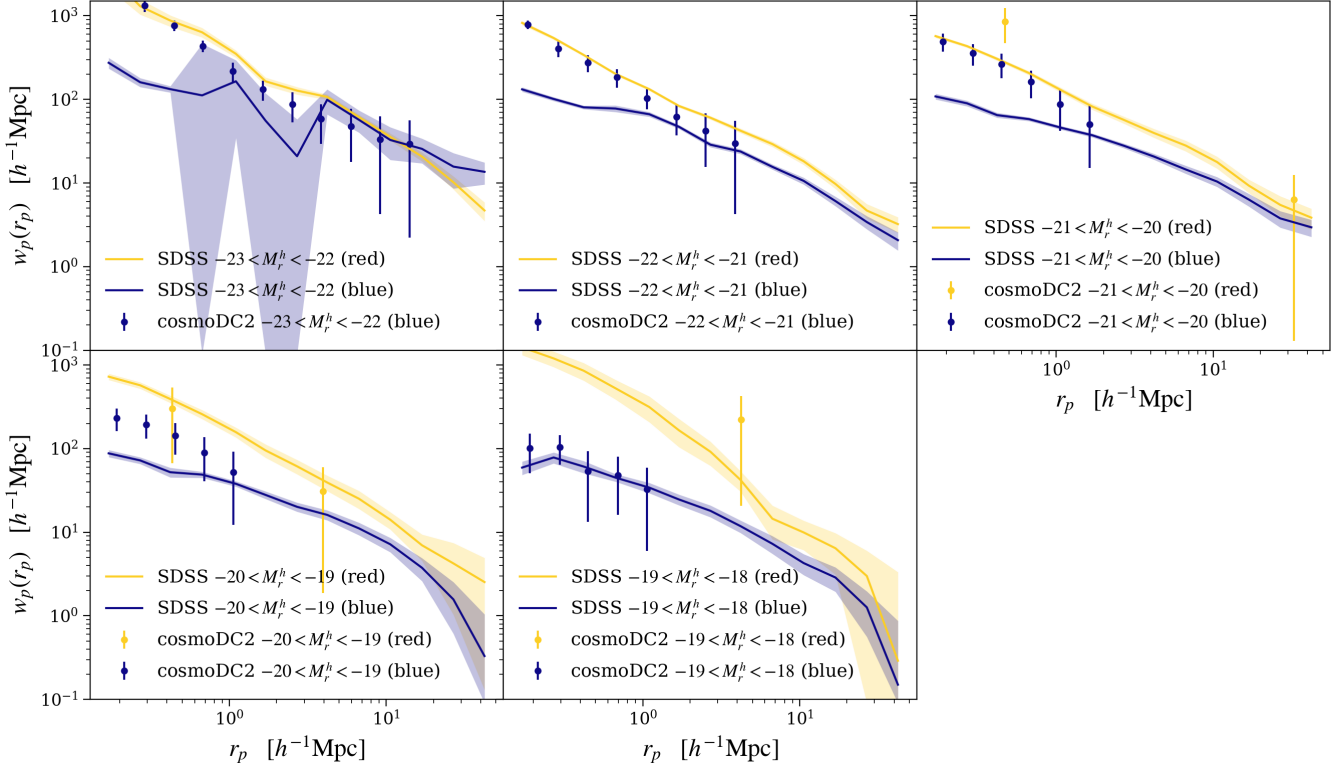 10³
10²
10¹
10⁰
10⁻¹
w_p(r_p) [h⁻¹Mpc]
SDSS −23<M_r^h<−22 (red)
SDSS −23<M_r^h<−22 (blue)
cosmoDC2 −23<M_r^h<−22 (blue)
SDSS −22<M_r^h<−21 (red)
SDSS −22<M_r^h<−21 (blue)
cosmoDC2 −22<M_r^h<−21 (blue)
SDSS −21<M_r^h<−20 (red)
SDSS −21<M_r^h<−20 (blue)
cosmoDC2 −21<M_r^h<−20 (red)
cosmoDC2 −21<M_r^h<−20 (blue)
10⁰ 10¹
r_p [h⁻¹Mpc]
10³
10²
10¹
10⁰
10⁻¹
w_p(r_p) [h⁻¹Mpc]
SDSS −20<M_r^h<−19 (red)
SDSS −20<M_r^h<−19 (blue)
cosmoDC2 −20<M_r^h<−19 (red)
cosmoDC2 −20<M_r^h<−19 (blue)
10⁰ 10¹
r_p [h⁻¹Mpc]
SDSS −19<M_r^h<−18 (red)
SDSS −19<M_r^h<−18 (blue)
cosmoDC2 −19<M_r^h<−18 (red)
cosmoDC2 −19<M_r^h<−18 (blue)
10⁰ 10¹
r_p [h⁻¹Mpc]